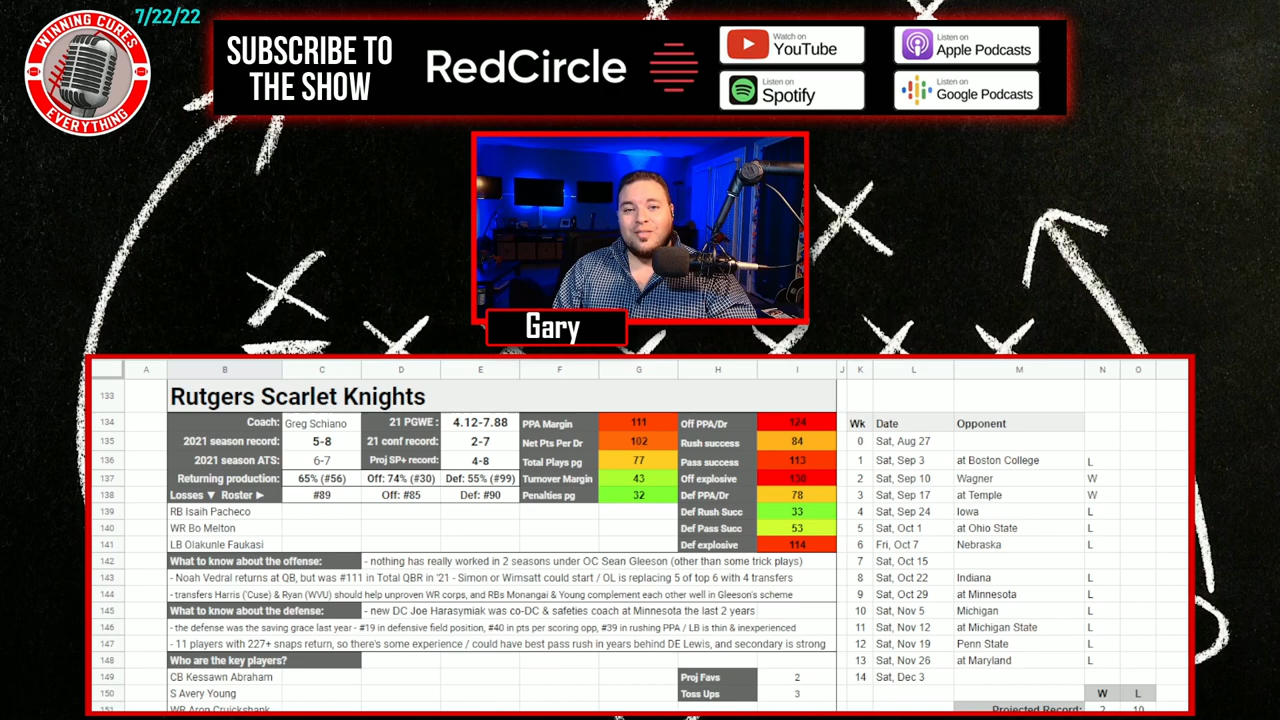 7/22/22
WINNING CURES
EVERYTHING
SUBSCRIBE TO
THE SHOW
RedCircle
Watch on
YouTube
Listen on
Spotify
Listen on
Apple Podcasts
Listen on
Google Podcasts
Gary
A B C D E F G H I J K L M N O
133 Rutgers Scarlet Knights
134 Coach: Greg Schiano 21 PGWE : 4.12-7.88 PPA Margin 111 Off PPA/Dr 124 Wk Date Opponent
135 2021 season record: 5-8 21 conf record: 2-7 Net Pts Per Dr 102 Rush success 84 0 Sat, Aug 27
136 2021 season ATS: 6-7 Proj SP+ record: 4-8 Total Plays pg 77 Pass success 113 1 Sat, Sep 3 at Boston College L
137 Returning production: 65% (#56) Off: 74% (#30) Def: 55% (#99) Turnover Margin 43 Off explosive 130 2 Sat, Sep 10 Wagner W
138 Losses ▼ Roster ► #89 Off: #85 Def: #90 Penalties pg 32 Def PPA/Dr 78 3 Sat, Sep 17 at Temple W
139 RB Isaih Pacheco Def Rush Succ 33 4 Sat, Sep 24 Iowa L
140 WR Bo Melton Def Pass Succ 53 5 Sat, Oct 1 at Ohio State L
141 LB Olakunle Faukasi Def explosive 114 6 Fri, Oct 7 Nebraska L
142 What to know about the offense: - nothing has really worked in 2 seasons under OC Sean Gleeson (other than some trick plays) 7 Sat, Oct 15
143 - Noah Vedral returns at QB, but was #111 in Total QBR in '21 - Simon or Wimsatt could start / OL is replacing 5 of top 6 with 4 transfers 8 Sat, Oct 22 Indiana L
144 - transfers Harris ('Cuse) & Ryan (WVU) should help unproven WR corps, and RBs Monangai & Young complement each other well in Gleeson's scheme 9 Sat, Oct 29 at Minnesota L
145 What to know about the defense: - new DC Joe Harasymiak was co-DC & safeties coach at Minnesota the last 2 years 10 Sat, Nov 5 Michigan L
146 - the defense was the saving grace last year - #19 in defensive field position, #40 in pts per scoring opp, #39 in rushing PPA / LB is thin & inexperienced 11 Sat, Nov 12 at Michigan State L
147 - 11 players with 227+ snaps return, so there's some experience / could have best pass rush in years behind DE Lewis, and secondary is strong 12 Sat, Nov 19 Penn State L
148 Who are the key players? 13 Sat, Nov 26 at Maryland L
149 CB Kessawn Abraham Proj Favs 2 14 Sat, Dec 3
150 S Avery Young Toss Ups 3 W L
151 WR Aron Cruickshank Projected Record: 2 10